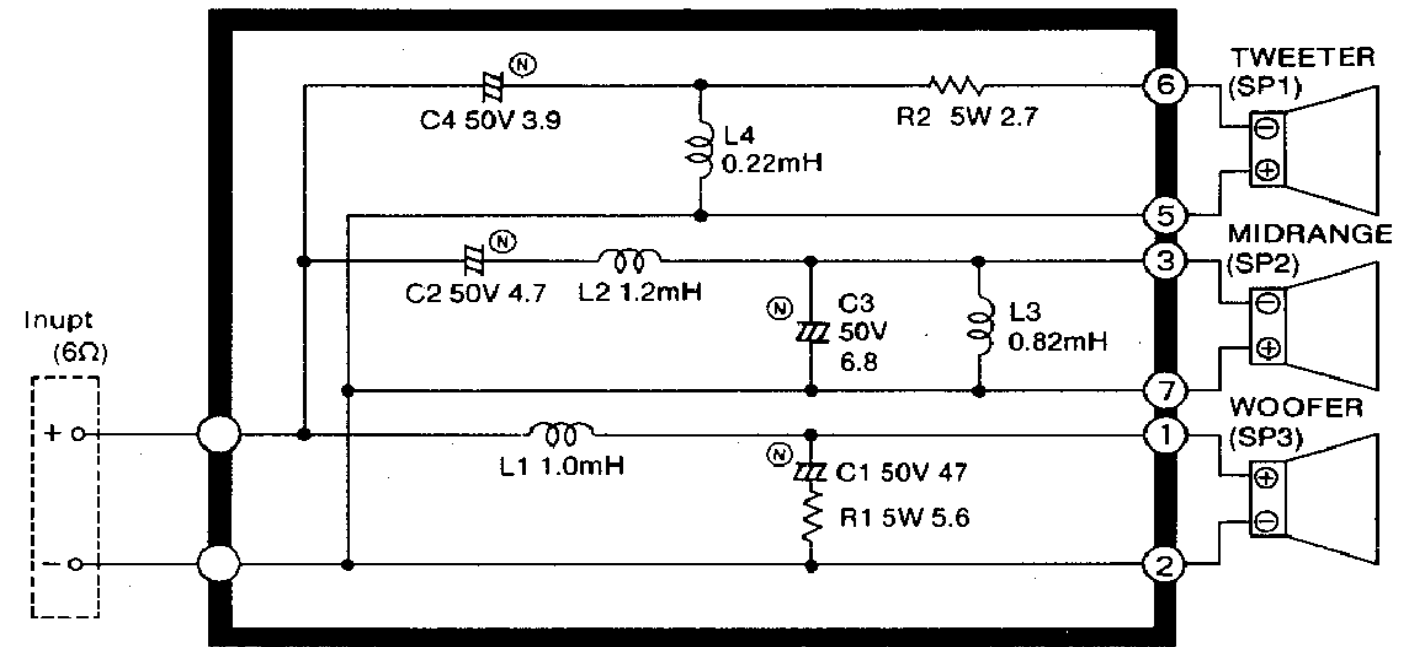 TWEETER
(SP1)
N
C4 50V 3.9
R2 5W 2.7
6
−
+
L4
0.22mH
5
MIDRANGE
(SP2)
N
C2 50V 4.7
L2 1.2mH
3
N
C3
50V
6.8
L3
0.82mH
−
+
7
Inupt
(6Ω)
WOOFER
(SP3)
+
L1 1.0mH
1
N
C1 50V 47
R1 5W 5.6
+
−
−
2